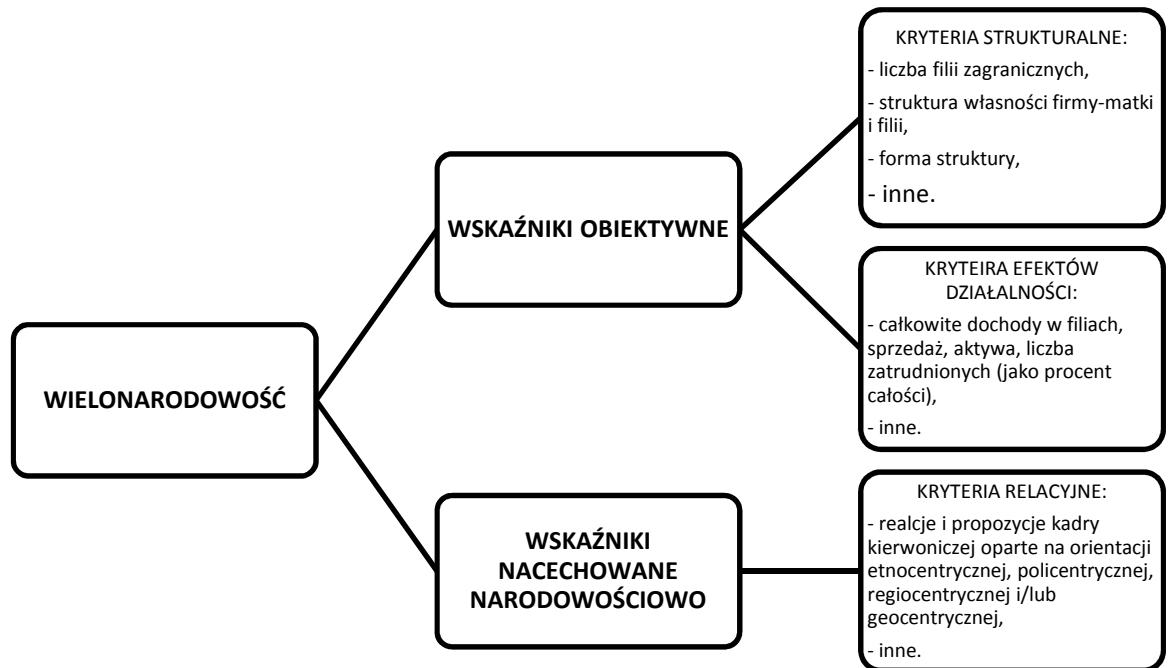 WIELONARODOWOŚĆ
WSKAŹNIKI OBIEKTYWNE
KRYTERIA STRUKTURALNE:
- liczba filii zagranicznych,
- struktura własności firmy-matki
i filii,
- forma struktury,
- inne.
KRYTEIRA EFEKTÓW
DZIAŁALNOŚCI:
- całkowite dochody w filiach,
sprzedaż, aktywa, liczba
zatrudnionych (jako procent
całości),
- inne.
WSKAŹNIKI
NACECHOWANE
NARODOWOŚCIOWO
KRYTERIA RELACYJNE:
- realcje i propozycje kadry
kierwoniczej oparte na orientacji
etnocentrycznej, policentrycznej,
regiocentrycznej i/lub
geocentrycznej,
- inne.